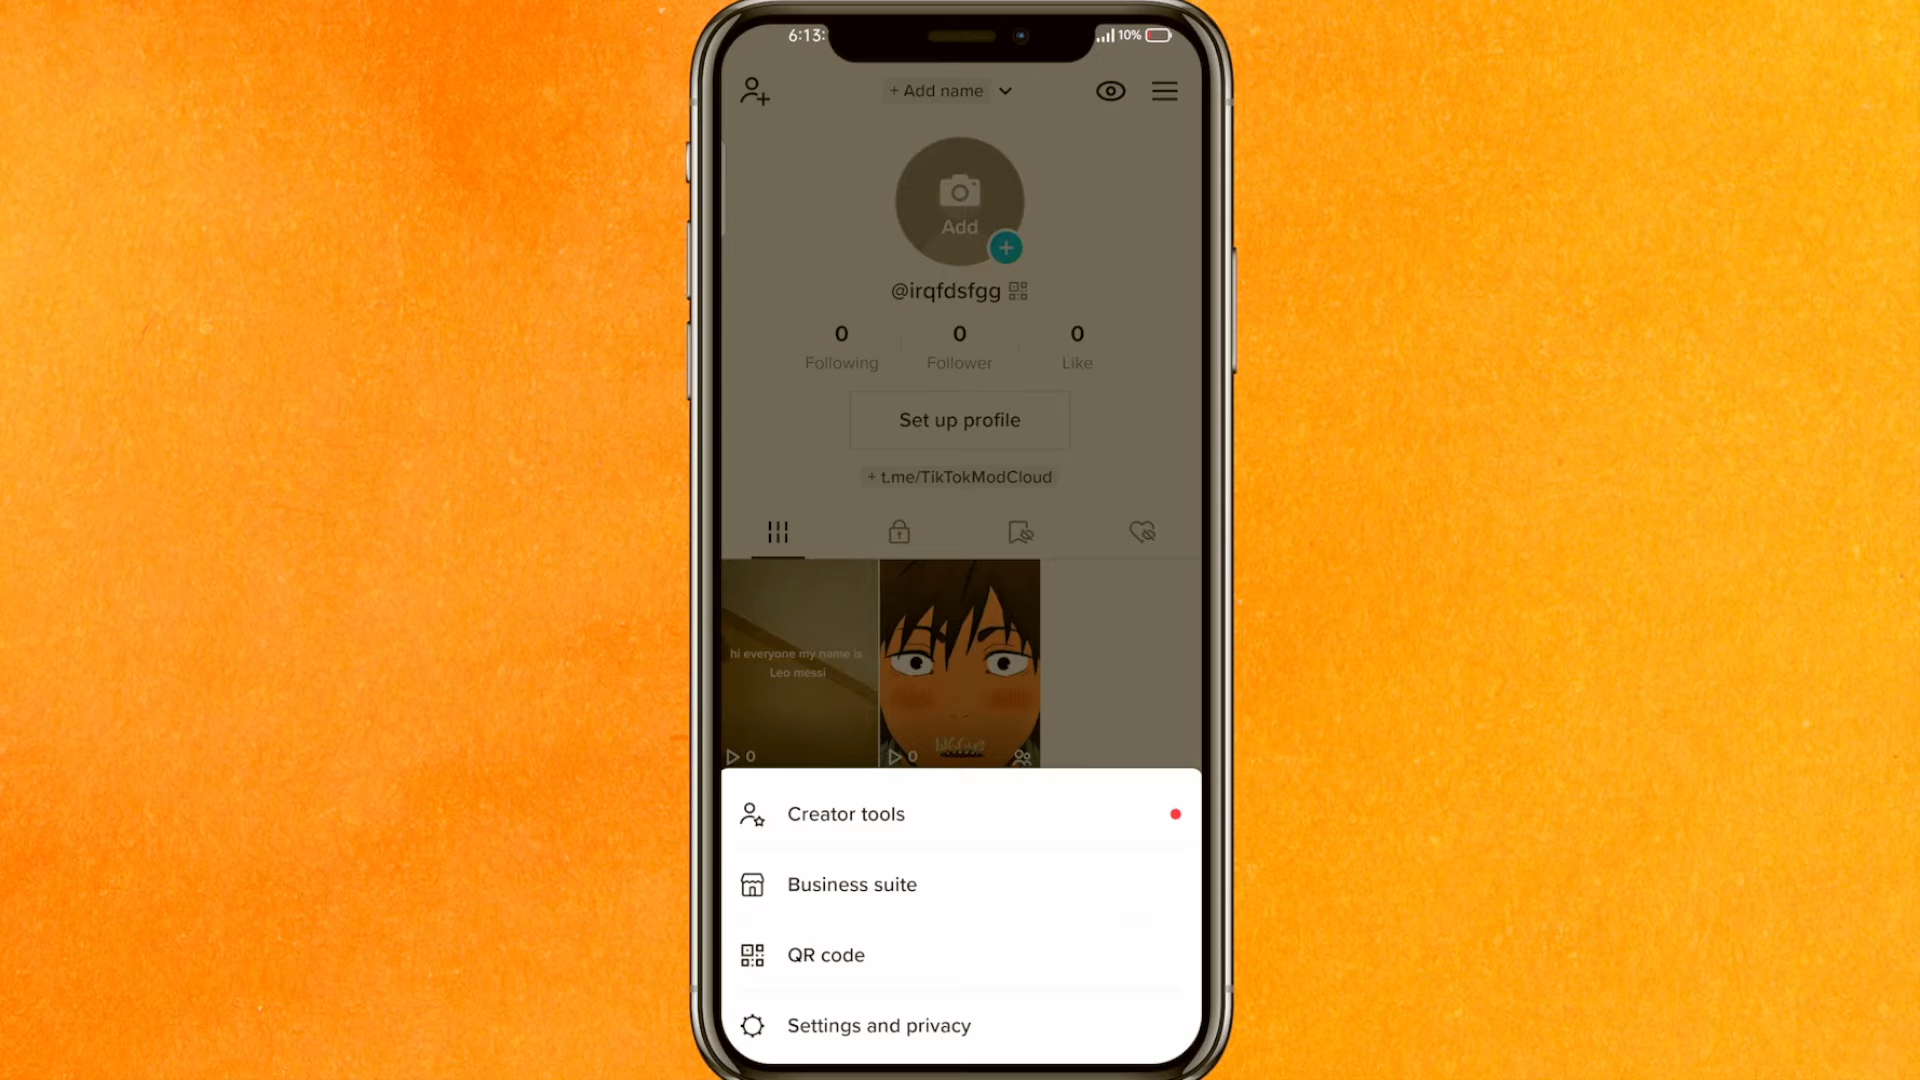 6:13:
10%
+ Add name
Add
@irqfdsfgg
0 0 0
Following Follower Like
Set up profile
+ t.me/TikTokModCloud
hi everyone my name is
Leo messi
0 0
Creator tools
Business suite
QR code
Settings and privacy